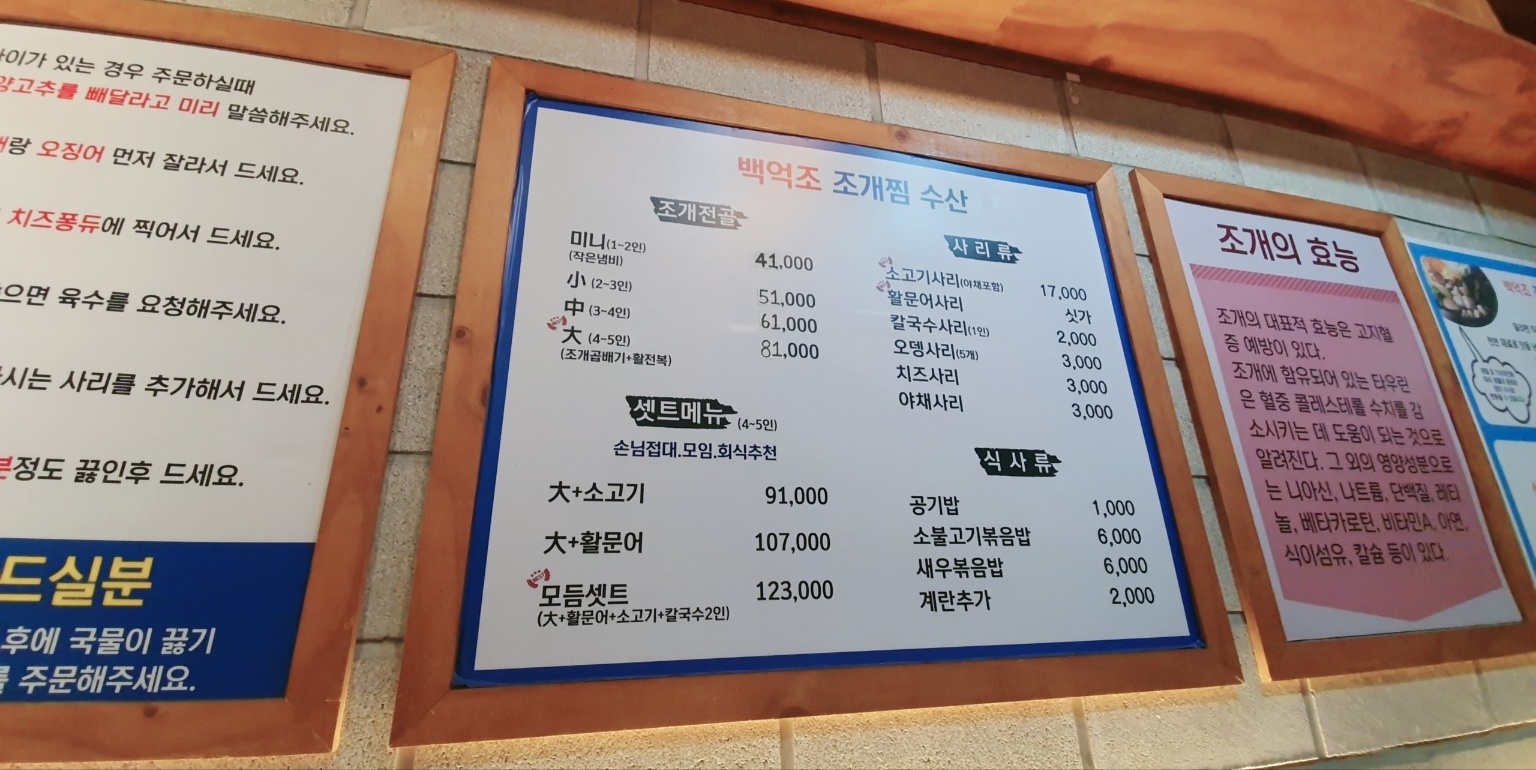 있는 경우 주문하실때
빼달라고 미리 말씀해주세요.
오징어 먼저 잘라서 드세요.
치즈퐁듀에 찍어서 드세요.
육수를 요청해주세요.
사리를 추가해서 드세요.
끓인후 드세요.
드실분
후에 국물이 끓기
주문해주세요.
백억조 조개찜 수산
조개전골
미니(1~2인) 41,000
(작은냄비)
小 (2~3인) 51,000
中 (3~4인) 61,000
大 (4~5인) 81,000
(조개곱배기+활전복)
셋트메뉴 (4~5인)
손님접대.모임.회식추천
大+소고기 91,000
大+활문어 107,000
모듬셋트 123,000
(大+활문어+소고기+칼국수2인)
사리류
소고기사리(야채포함) 17,000
활문어사리 싯가
칼국수사리(1인) 2,000
오뎅사리(5개) 3,000
치즈사리 3,000
야채사리 3,000
식사류
공기밥 1,000
소불고기볶음밥 6,000
새우볶음밥 6,000
계란추가 2,000
조개의 효능
조개의 대표적 효능은 고지혈
증 예방이 있다.
조개에 함유되어 있는 타우린
은 혈중 콜레스테롤 수치를 감
소시키는 데 도움이 되는 것으로
알려진다. 그 외의 영양성분으로
는 니아신, 나트륨, 단백질, 레티
놀, 베타카로틴, 비타민A, 아연,
식이섬유, 칼슘 등이 있다.
백억조